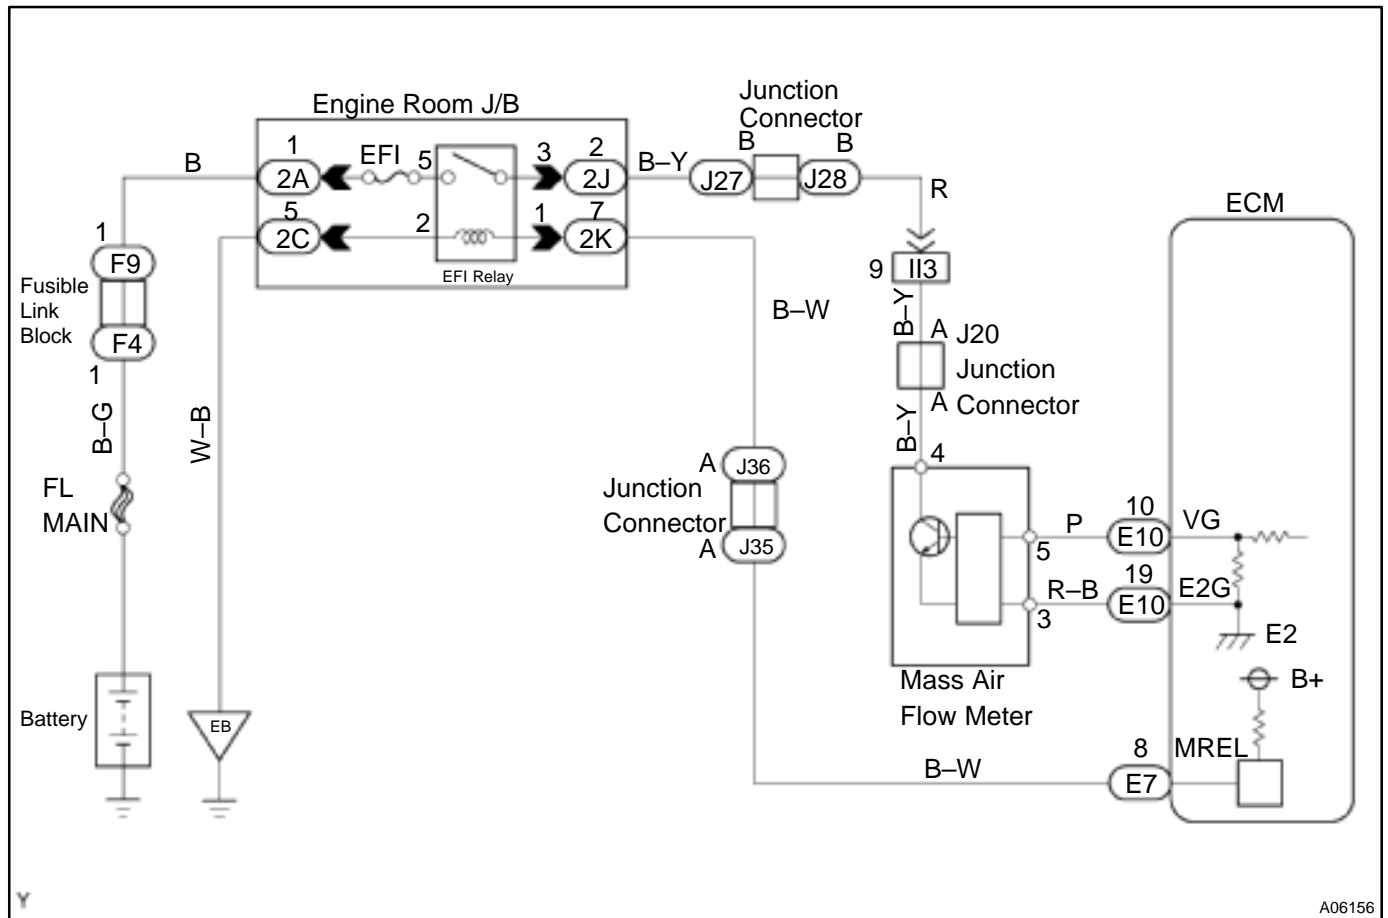 Engine Room J/B
Junction
Connector
B
1
EFI
5
3
2
B–Y
B
B
2A
2J
J27
J28
R
ECM
5
2
1
7
2C
2K
EFI Relay
1
F9
Fusible
Link
Block
F4
1
9
II3
B–W
B–Y
A
J20
Junction
Connector
A
B–G
W–B
B–Y
4
A
J36
Junction
Connector
A
J35
FL
MAIN
10
P
E10
VG
5
19
R–B
E10
E2G
3
E2
Mass Air
Flow Meter
B+
Battery
EB
8
MREL
B–W
E7
Y
A06156